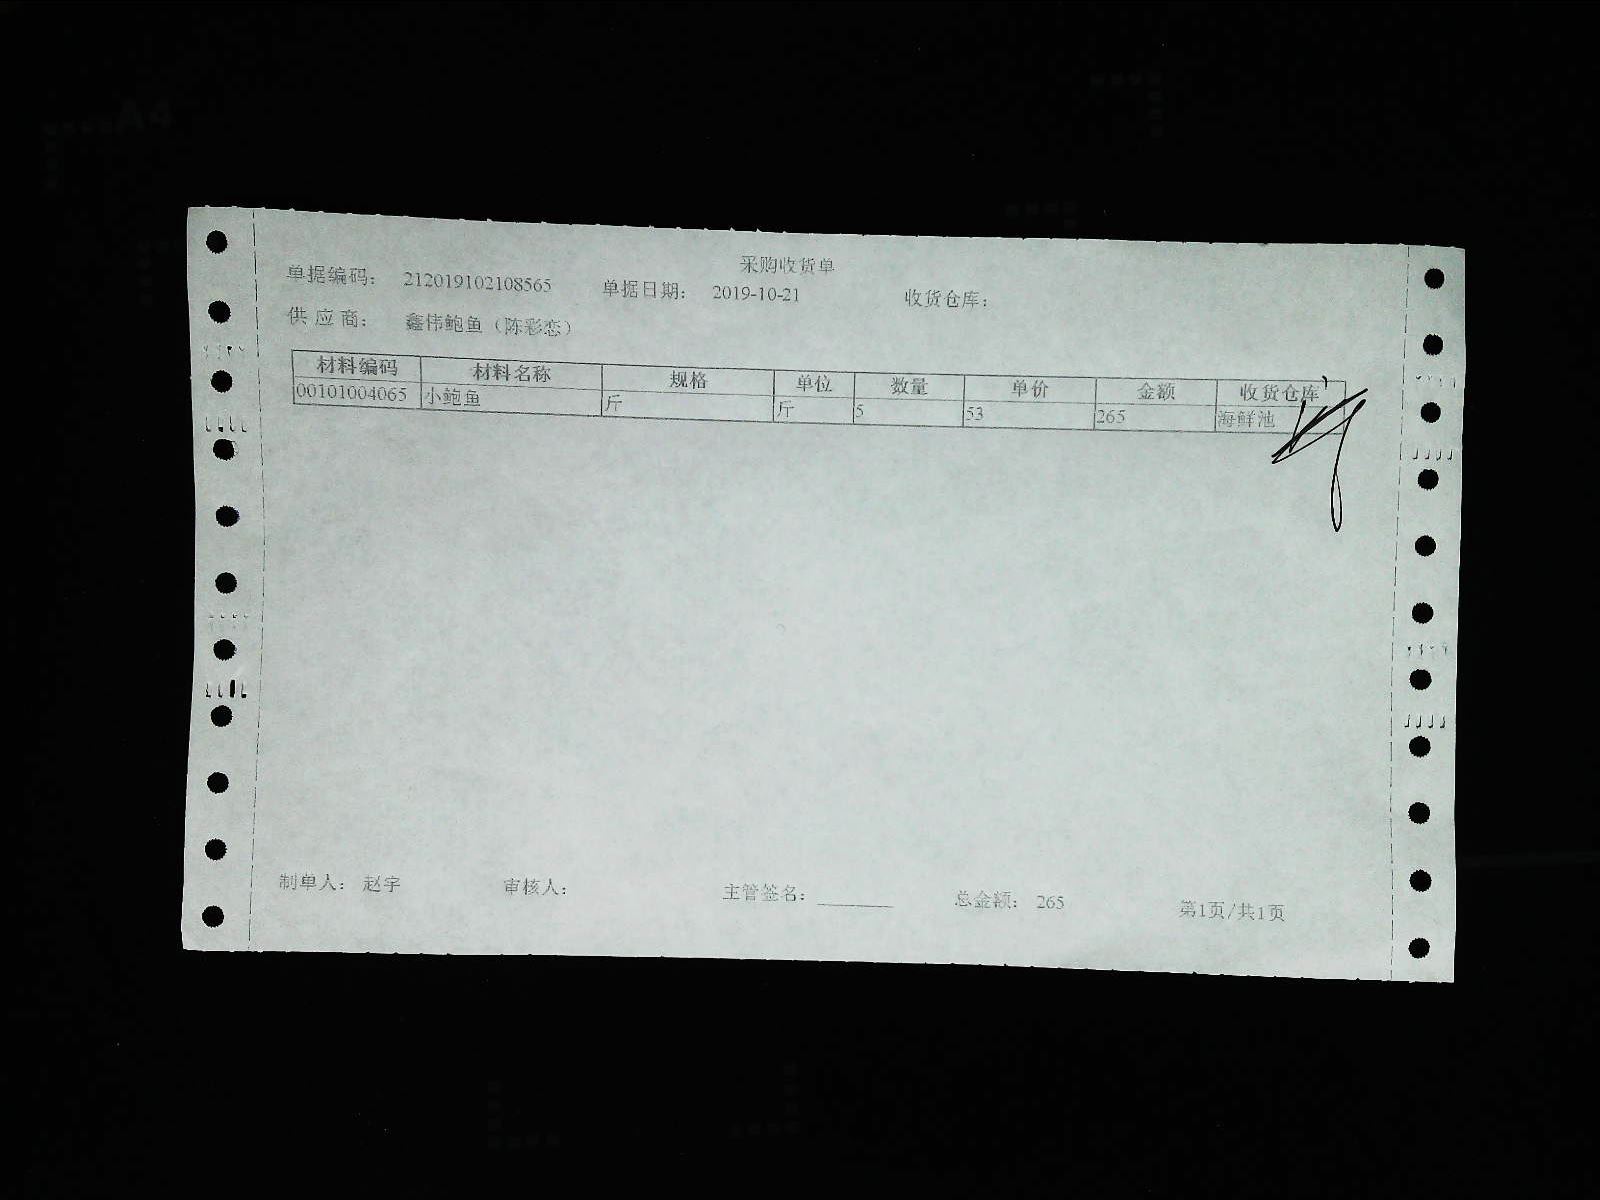 采购收货单
单据编码： 212019102108565 单据日期： 2019-10-21 收货仓库：
供 应 商： 鑫伟鲍鱼（陈彩恋）
材料编码 材料名称 规格 单位 数量 单价 金额 收货仓库
00101004065 小鲍鱼 斤 斤 5 53 265 海鲜池
制单人： 赵宇 审核人： 主管签名： 总金额： 265 第1页/共1页